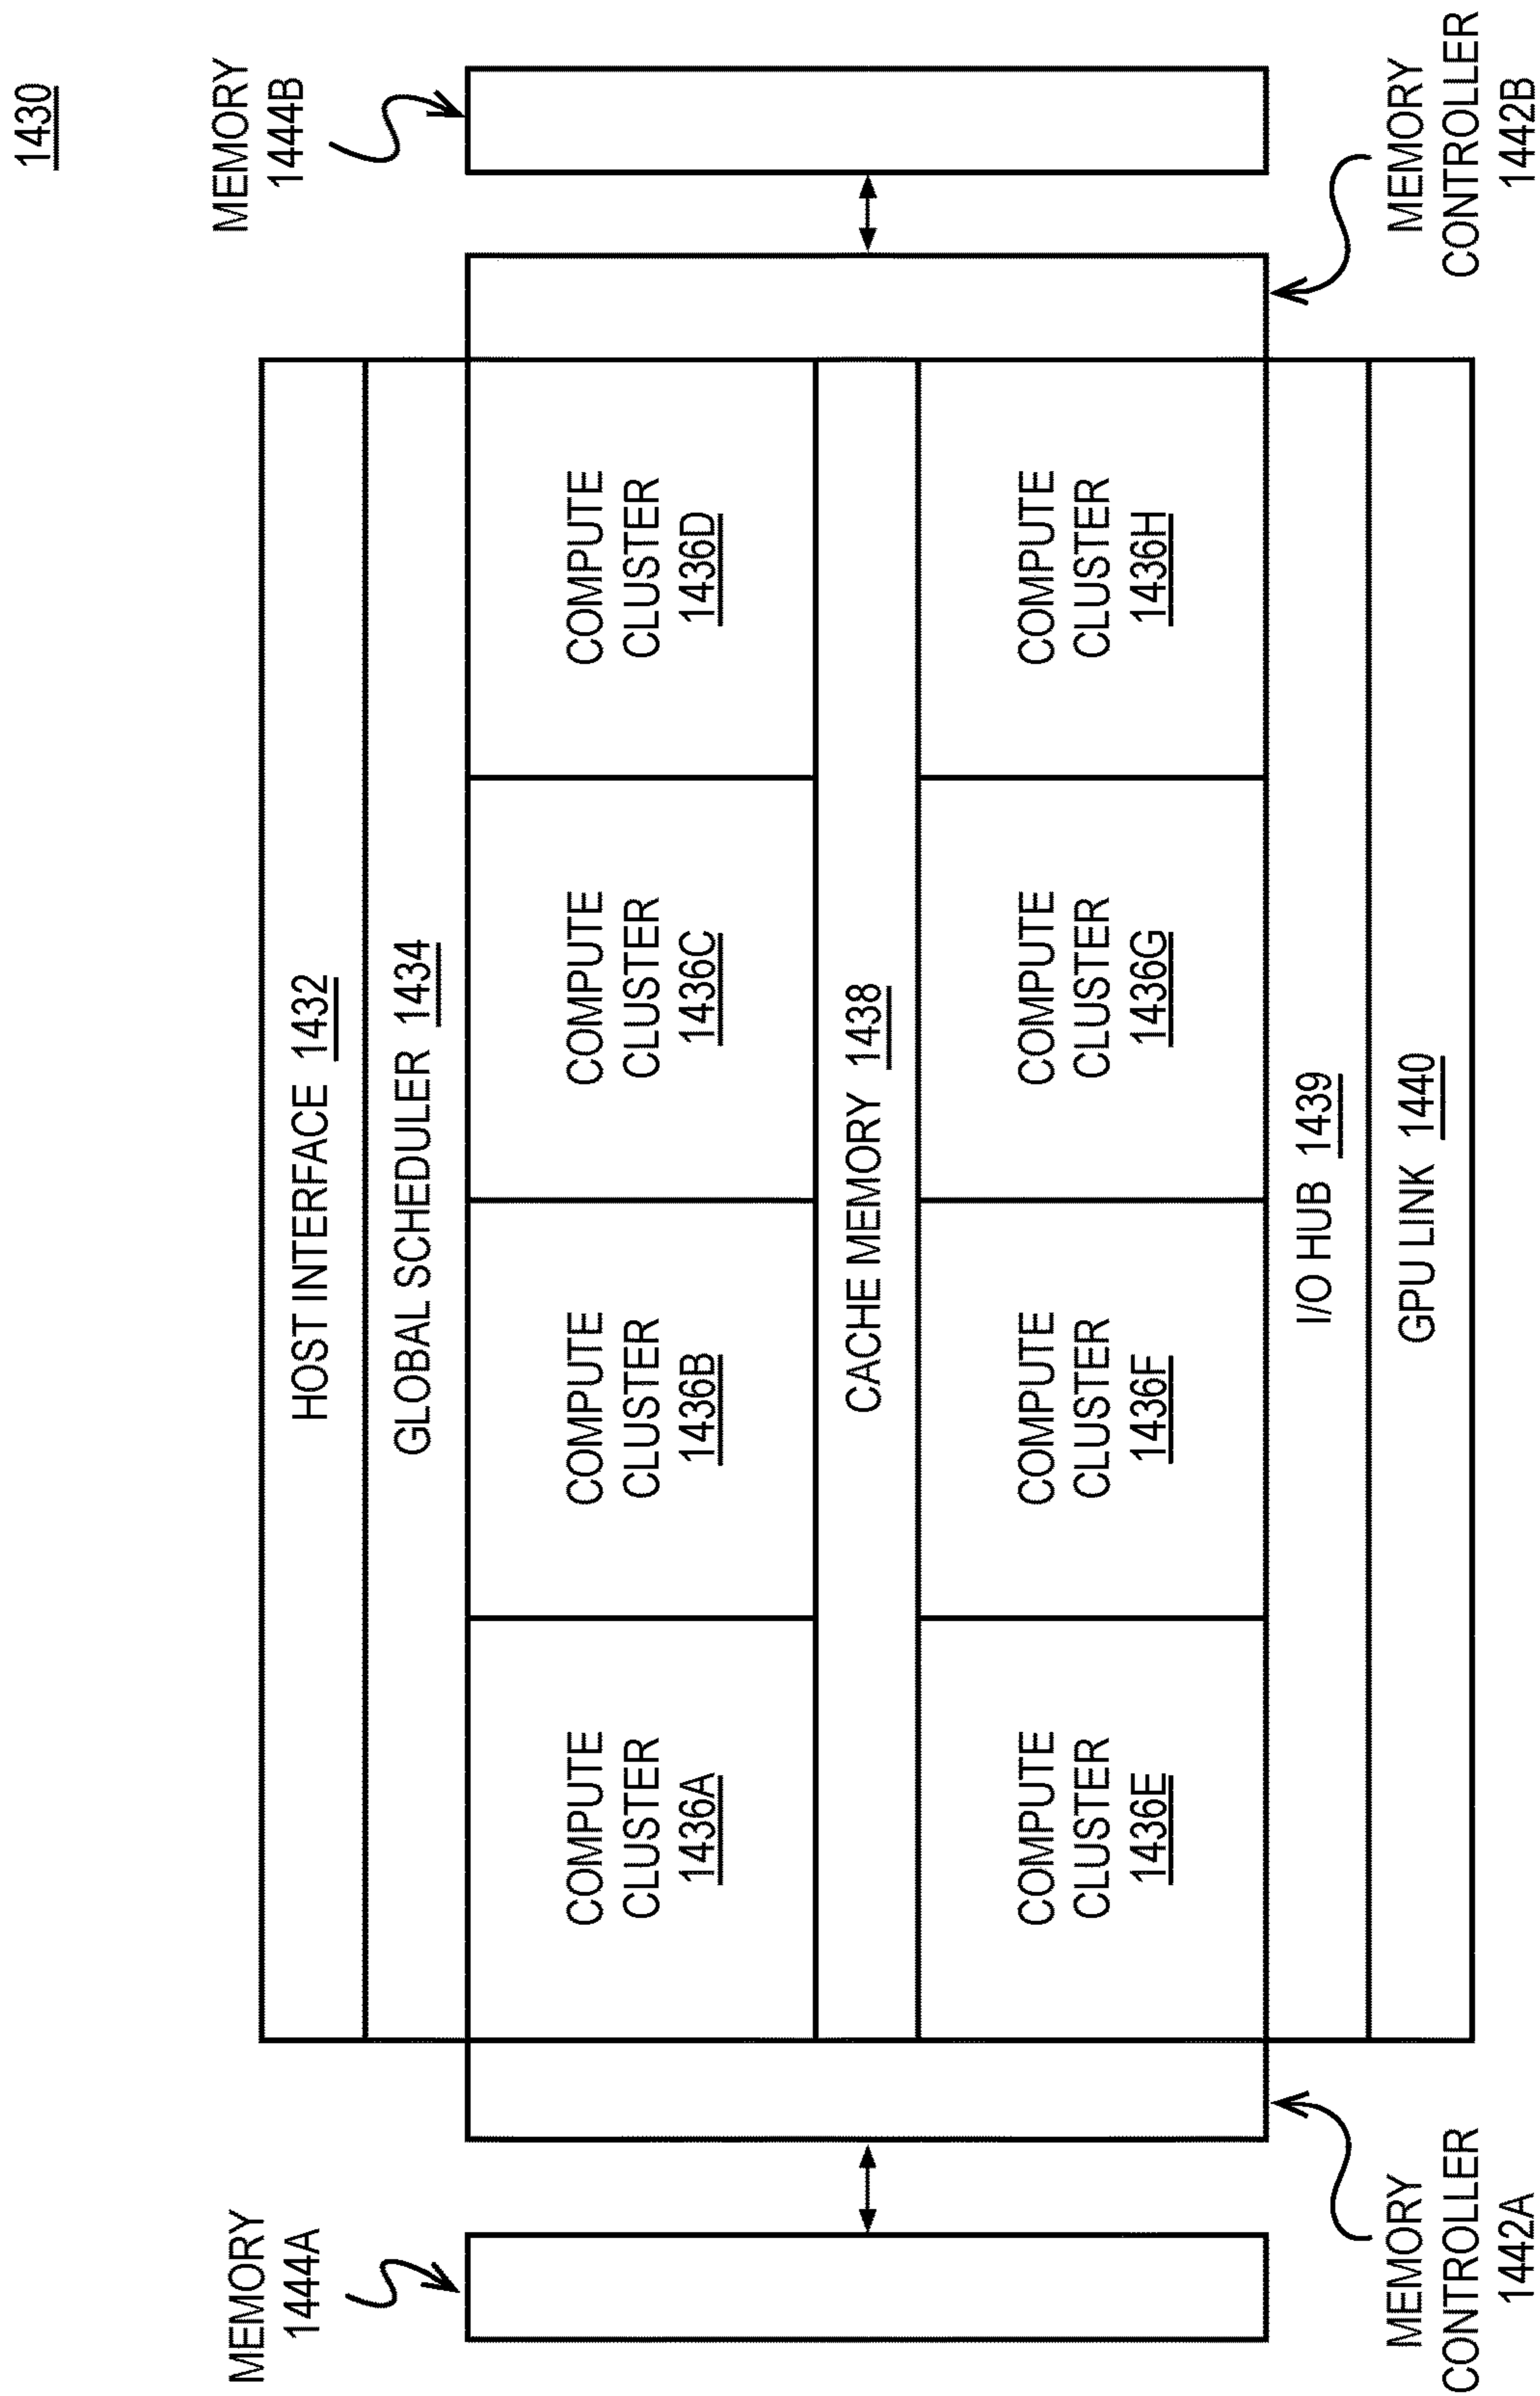 1430
HOST INTERFACE 1432
GLOBAL SCHEDULER 1434
MEMORY
1444A
MEMORY
1444B
COMPUTE
CLUSTER
1436A
COMPUTE
CLUSTER
1436B
COMPUTE
CLUSTER
1436C
COMPUTE
CLUSTER
1436D
CACHE MEMORY 1438
COMPUTE
CLUSTER
1436E
COMPUTE
CLUSTER
1436F
COMPUTE
CLUSTER
1436G
COMPUTE
CLUSTER
1436H
I/O HUB 1439
GPU LINK 1440
MEMORY
CONTROLLER
1442A
MEMORY
CONTROLLER
1442B